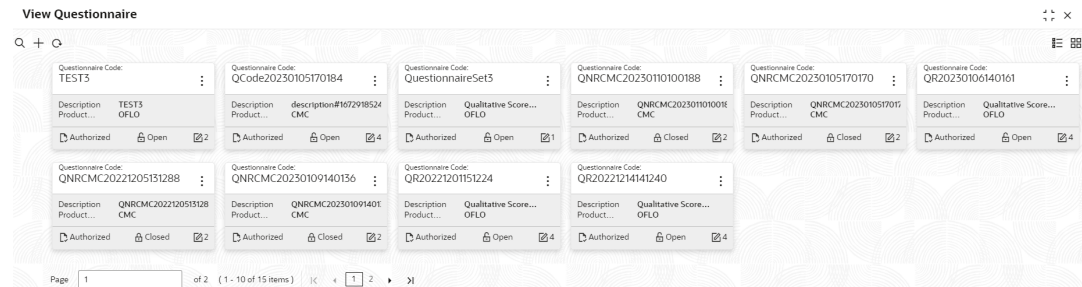 View Questionnaire
Questionnaire Code:
TEST3
Description TEST3
Product... OFLO
Authorized Open 2
Questionnaire Code:
QCode20230105170184
Description description#1672918524
Product... CMC
Authorized Open 4
Questionnaire Code:
QuestionnaireSet3
Description Qualitative Score...
Product... OFLO
Authorized Open 1
Questionnaire Code:
QNRCMC20230110100188
Description QNRCMC2023011010018
Product... CMC
Authorized Closed 2
Questionnaire Code:
QNRCMC20230105170170
Description QNRCMC2023010517017
Product... CMC
Authorized Closed 2
Questionnaire Code:
QR20230106140161
Description Qualitative Score...
Product... OFLO
Authorized Open 4
Questionnaire Code:
QNRCMC20221205131288
Description QNRCMC2022120513128
Product... CMC
Authorized Closed 2
Questionnaire Code:
QNRCMC20230109140136
Description QNRCMC202301091401
Product... CMC
Authorized Closed 2
Questionnaire Code:
QR20221201151224
Description Qualitative Score...
Product... OFLO
Authorized Open 4
Questionnaire Code:
QR20221214141240
Description Qualitative Score...
Product... OFLO
Authorized Open 4
Page 1 of 2 ( 1 - 10 of 15 items ) 1 2